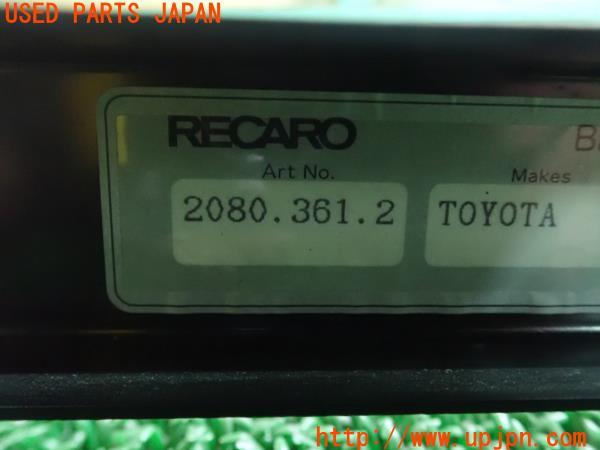 USED PARTS JAPAN
RECARO
Art No.
Makes
2080.361.2
TOYOTA
http://www.upjpn.com